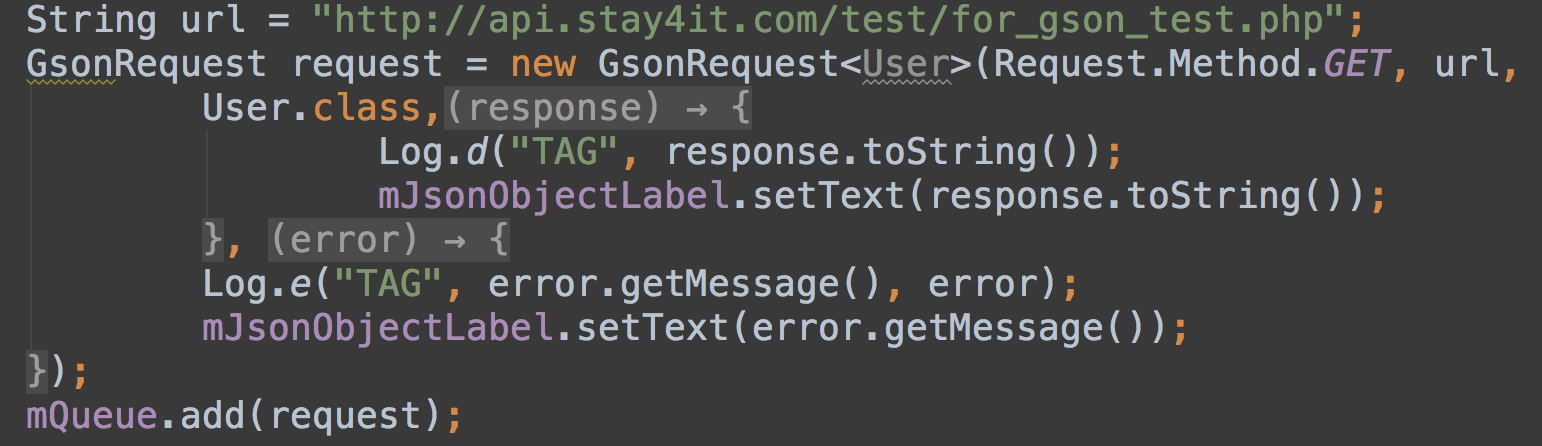 String url = "http://api.stay4it.com/test/for_gson_test.php";
GsonRequest request = new GsonRequest<User>(Request.Method.GET, url,
User.class,(response) → {
Log.d("TAG", response.toString());
mJsonObjectLabel.setText(response.toString());
}, (error) → {
Log.e("TAG", error.getMessage(), error);
mJsonObjectLabel.setText(error.getMessage());
});
mQueue.add(request);